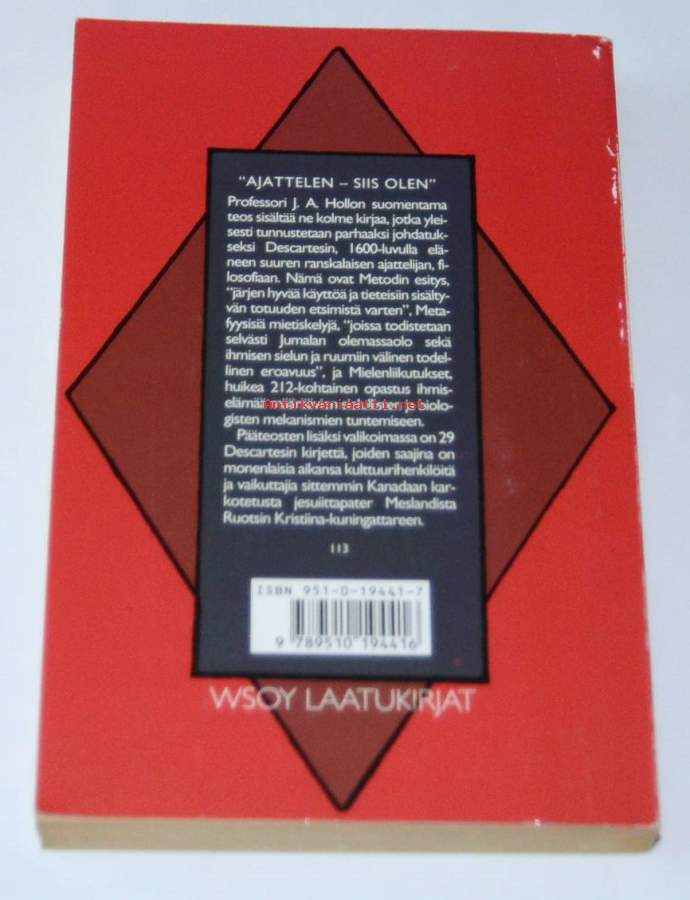 "AJATTELEN – SIIS OLEN"
Professori J. A. Hollon suomentama
teos sisältää ne kolme kirjaa, jotka ylei-
sesti tunnustetaan parhaaksi johdatuk-
seksi Descartesin, 1600-luvulla elä-
neen suuren ranskalaisen ajattelijan, fi-
losofiaan. Nämä ovat Metodin esitys,
"järjen hyvää käyttöä ja tieteisiin sisälty-
vän totuuden etsimistä varten", Meta-
fyysisiä mietiskelyjä, "joissa todistetaan
selvästi Jumalan olemassaolo sekä
ihmisen sielun ja ruumiin välinen todel-
linen eroavuus", ja Mielenliikutukset,
huikea 212-kohtainen opastus ihmis-
elämän biolo-
Antikvariaatti.net
gisten mekanismien tuntemiseen.
Pääteosten lisäksi valikoimassa on 29
Descartesin kirjettä, joiden saajina on
monenlaisia aikansa kulttuurihenkilöitä
ja vaikuttajia sittemmin Kanadaan kar-
kotetusta jesuiittapater Meslandista
Ruotsin Kristiina-kuningattareen.
113
ISBN 951-0-19441-7
9 789510 194416
WSOY LAATUKIRJAT